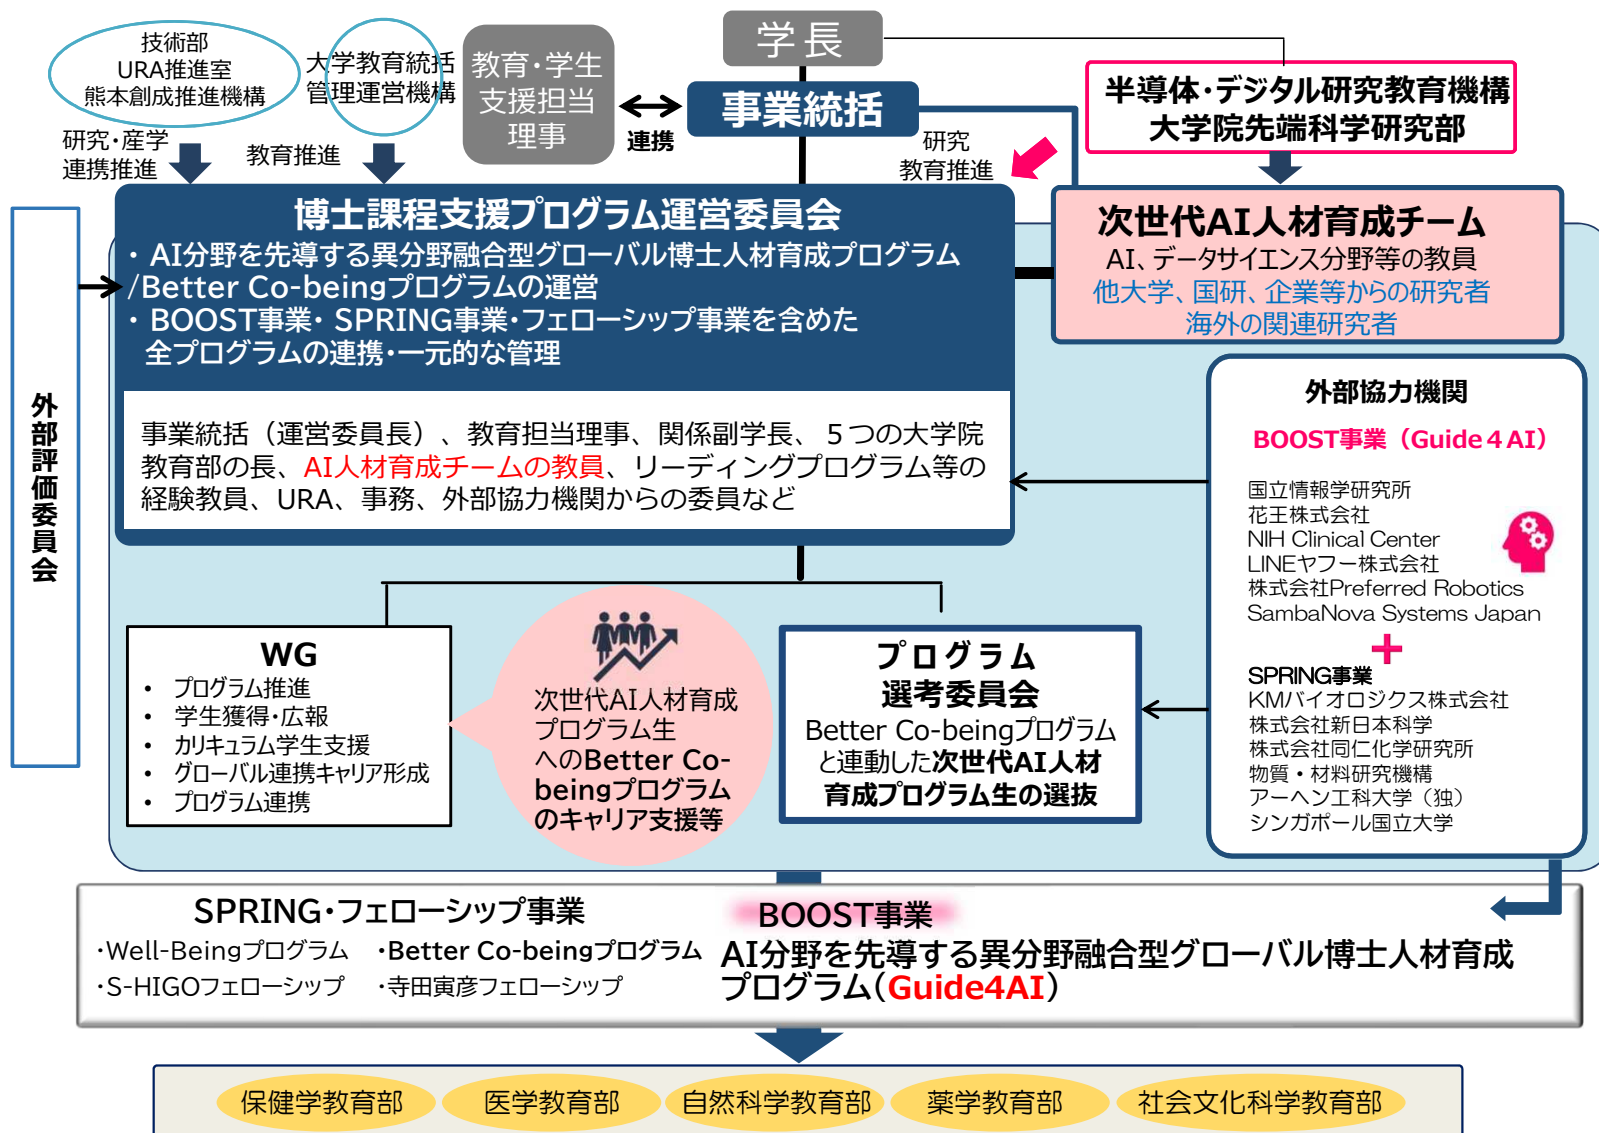 技術部
URA推進室
熊本創成推進機構
大学教育統括
管理運営機構
教育・学生
支援担当
理事
学長
事業統括
連携
半導体・デジタル研究教育機構
大学院先端科学研究部
研究・産学
連携推進
教育推進
研究
教育推進
外部評価委員会
博士課程支援プログラム運営委員会
・AI分野を先導する異分野融合型グローバル博士人材育成プログラム
/Better Co-beingプログラムの運営
・BOOST事業・SPRING事業・フェローシップ事業を含めた
全プログラムの連携・一元的な管理
事業統括（運営委員長）、教育担当理事、関係副学長、５つの大学院
教育部の長、AI人材育成チームの教員、リーディングプログラム等の
経験教員、URA、事務、外部協力機関からの委員など
次世代AI人材育成チーム
AI、データサイエンス分野等の教員
他大学、国研、企業等からの研究者
海外の関連研究者
外部協力機関
BOOST事業（Guide４AI）
国立情報学研究所
花王株式会社
NIH Clinical Center
LINEヤフー株式会社
株式会社Preferred Robotics
SambaNova Systems Japan
SPRING事業
KMバイオロジクス株式会社
株式会社新日本科学
株式会社同仁化学研究所
物質・材料研究機構
アーヘン工科大学（独）
シンガポール国立大学
WG
• プログラム推進
• 学生獲得・広報
• カリキュラム学生支援
• グローバル連携キャリア形成
• プログラム連携
次世代AI人材育成
プログラム生
へのBetter Co-
beingプログラム
のキャリア支援等
プログラム
選考委員会
Better Co-beingプログラム
と連動した次世代AI人材
育成プログラム生の選抜
SPRING・フェローシップ事業
・Well-Beingプログラム ・Better Co-beingプログラム
・S-HIGOフェローシップ ・寺田寅彦フェローシップ
BOOST事業
AI分野を先導する異分野融合型グローバル博士人材育成
プログラム(Guide4AI)
保健学教育部 医学教育部 自然科学教育部 薬学教育部 社会文化科学教育部